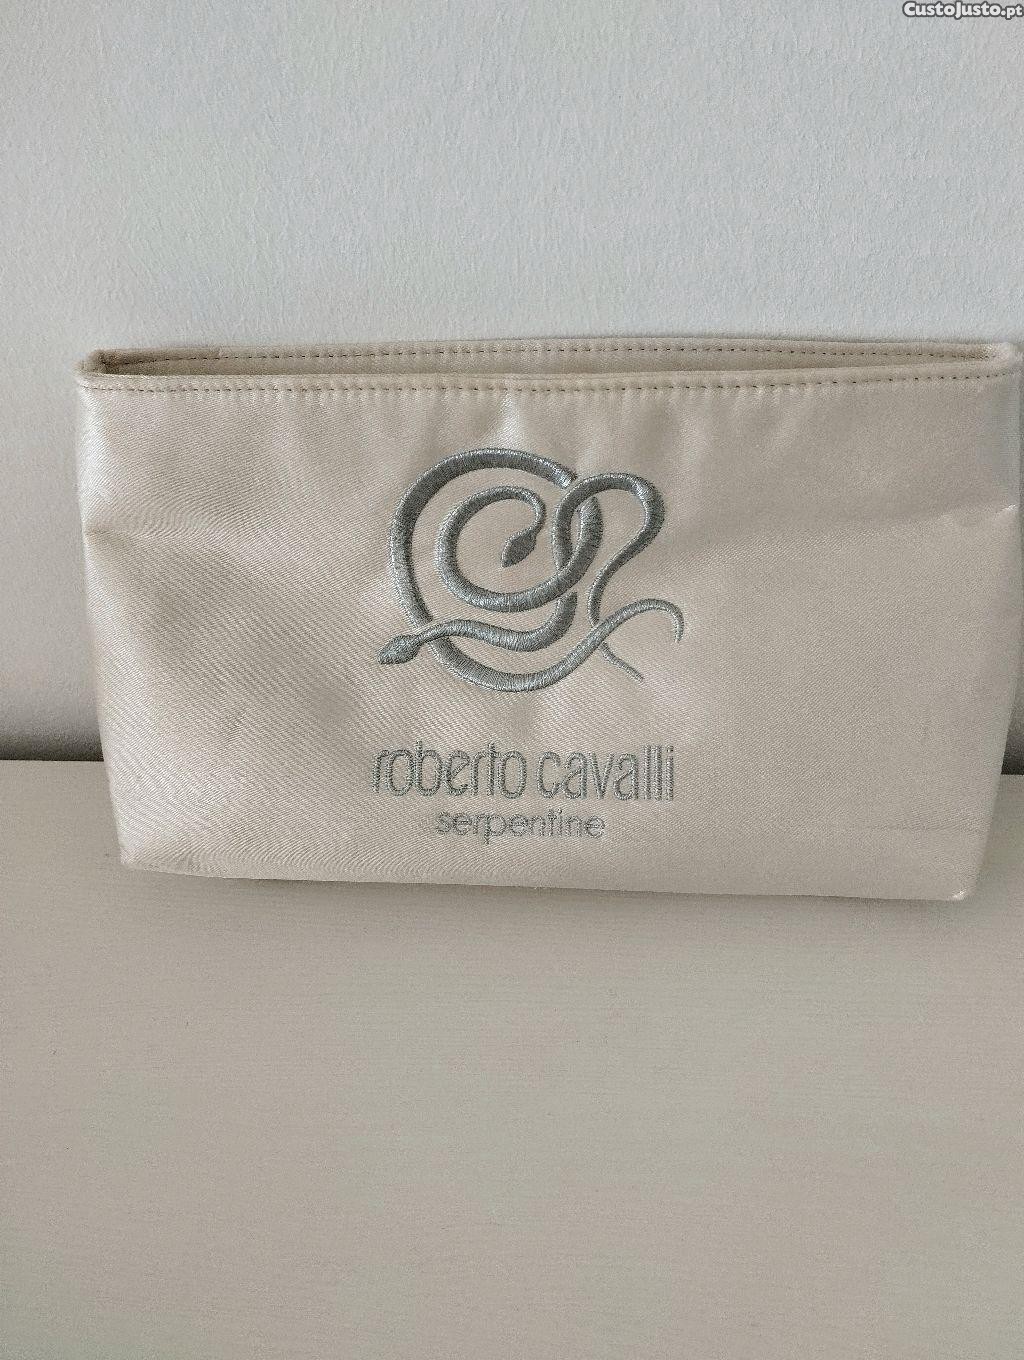 CustoJusto.pt
roberto cavalli
serpentine